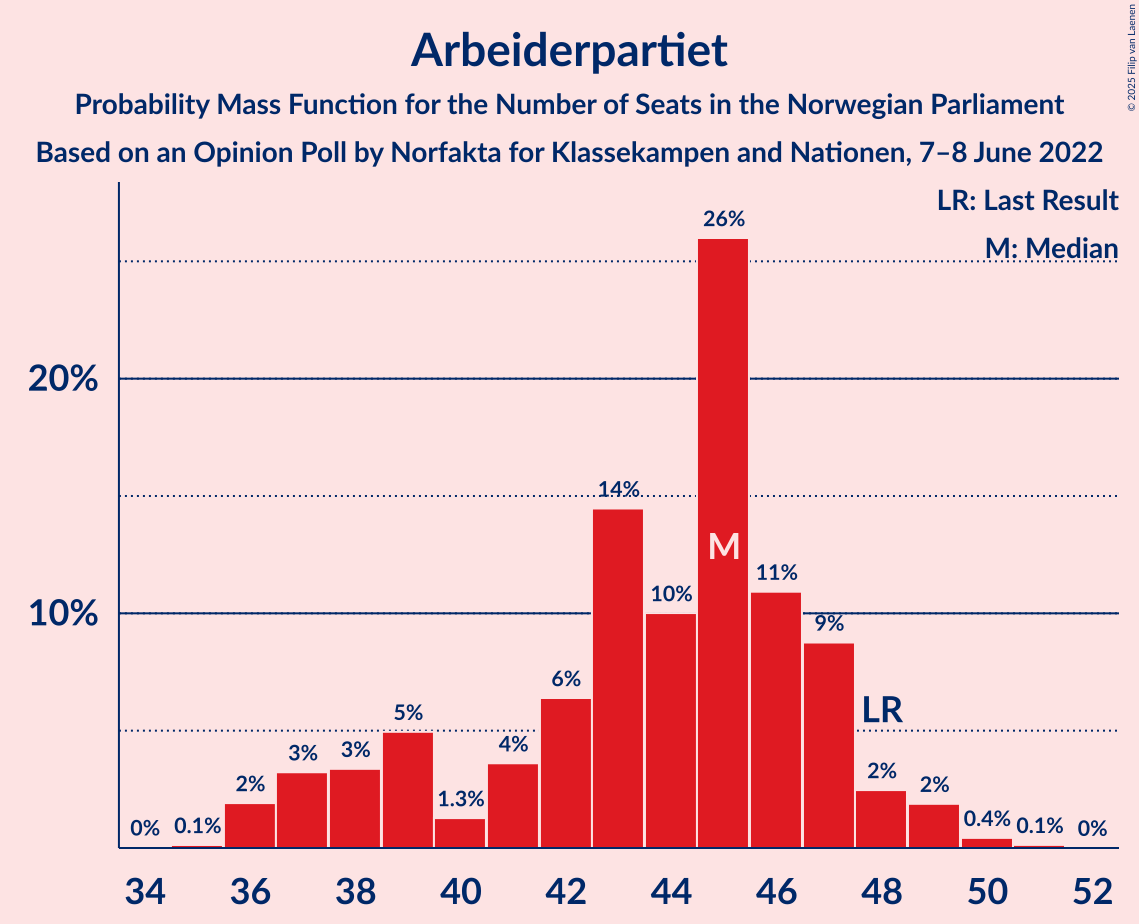 Arbeiderpartiet
Probability Mass Function for the Number of Seats in the Norwegian Parliament
Based on an Opinion Poll by Norfakta for Klassekampen and Nationen, 7–8 June 2022
© 2025 Filip van Laenen
LR: Last Result
M: Median
20%
10%
0%
0.1%
2%
3%
3%
5%
1.3%
4%
6%
14%
10%
26%
M
11%
9%
LR
2%
2%
0.4%
0.1%
0%
34 36 38 40 42 44 46 48 50 52